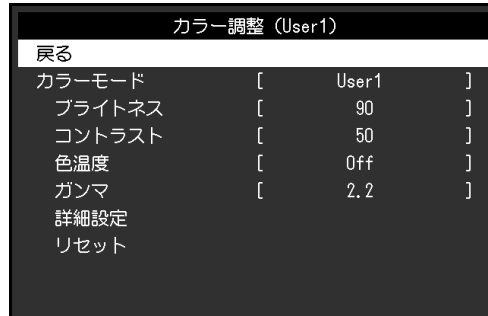 カラー調整 (User1)
戻る
カラーモード [ User1 ]
ブライトネス [ 90 ]
コントラスト [ 50 ]
色温度 [ Off ]
ガンマ [ 2.2 ]
詳細設定
リセット